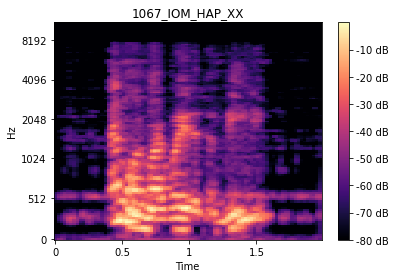 1067_IOM_HAP_XX
8192
4096
2048
1024
512
0
Hz
0
0.5
1
1.5
Time
-10 dB
-20 dB
-30 dB
-40 dB
-50 dB
-60 dB
-70 dB
-80 dB